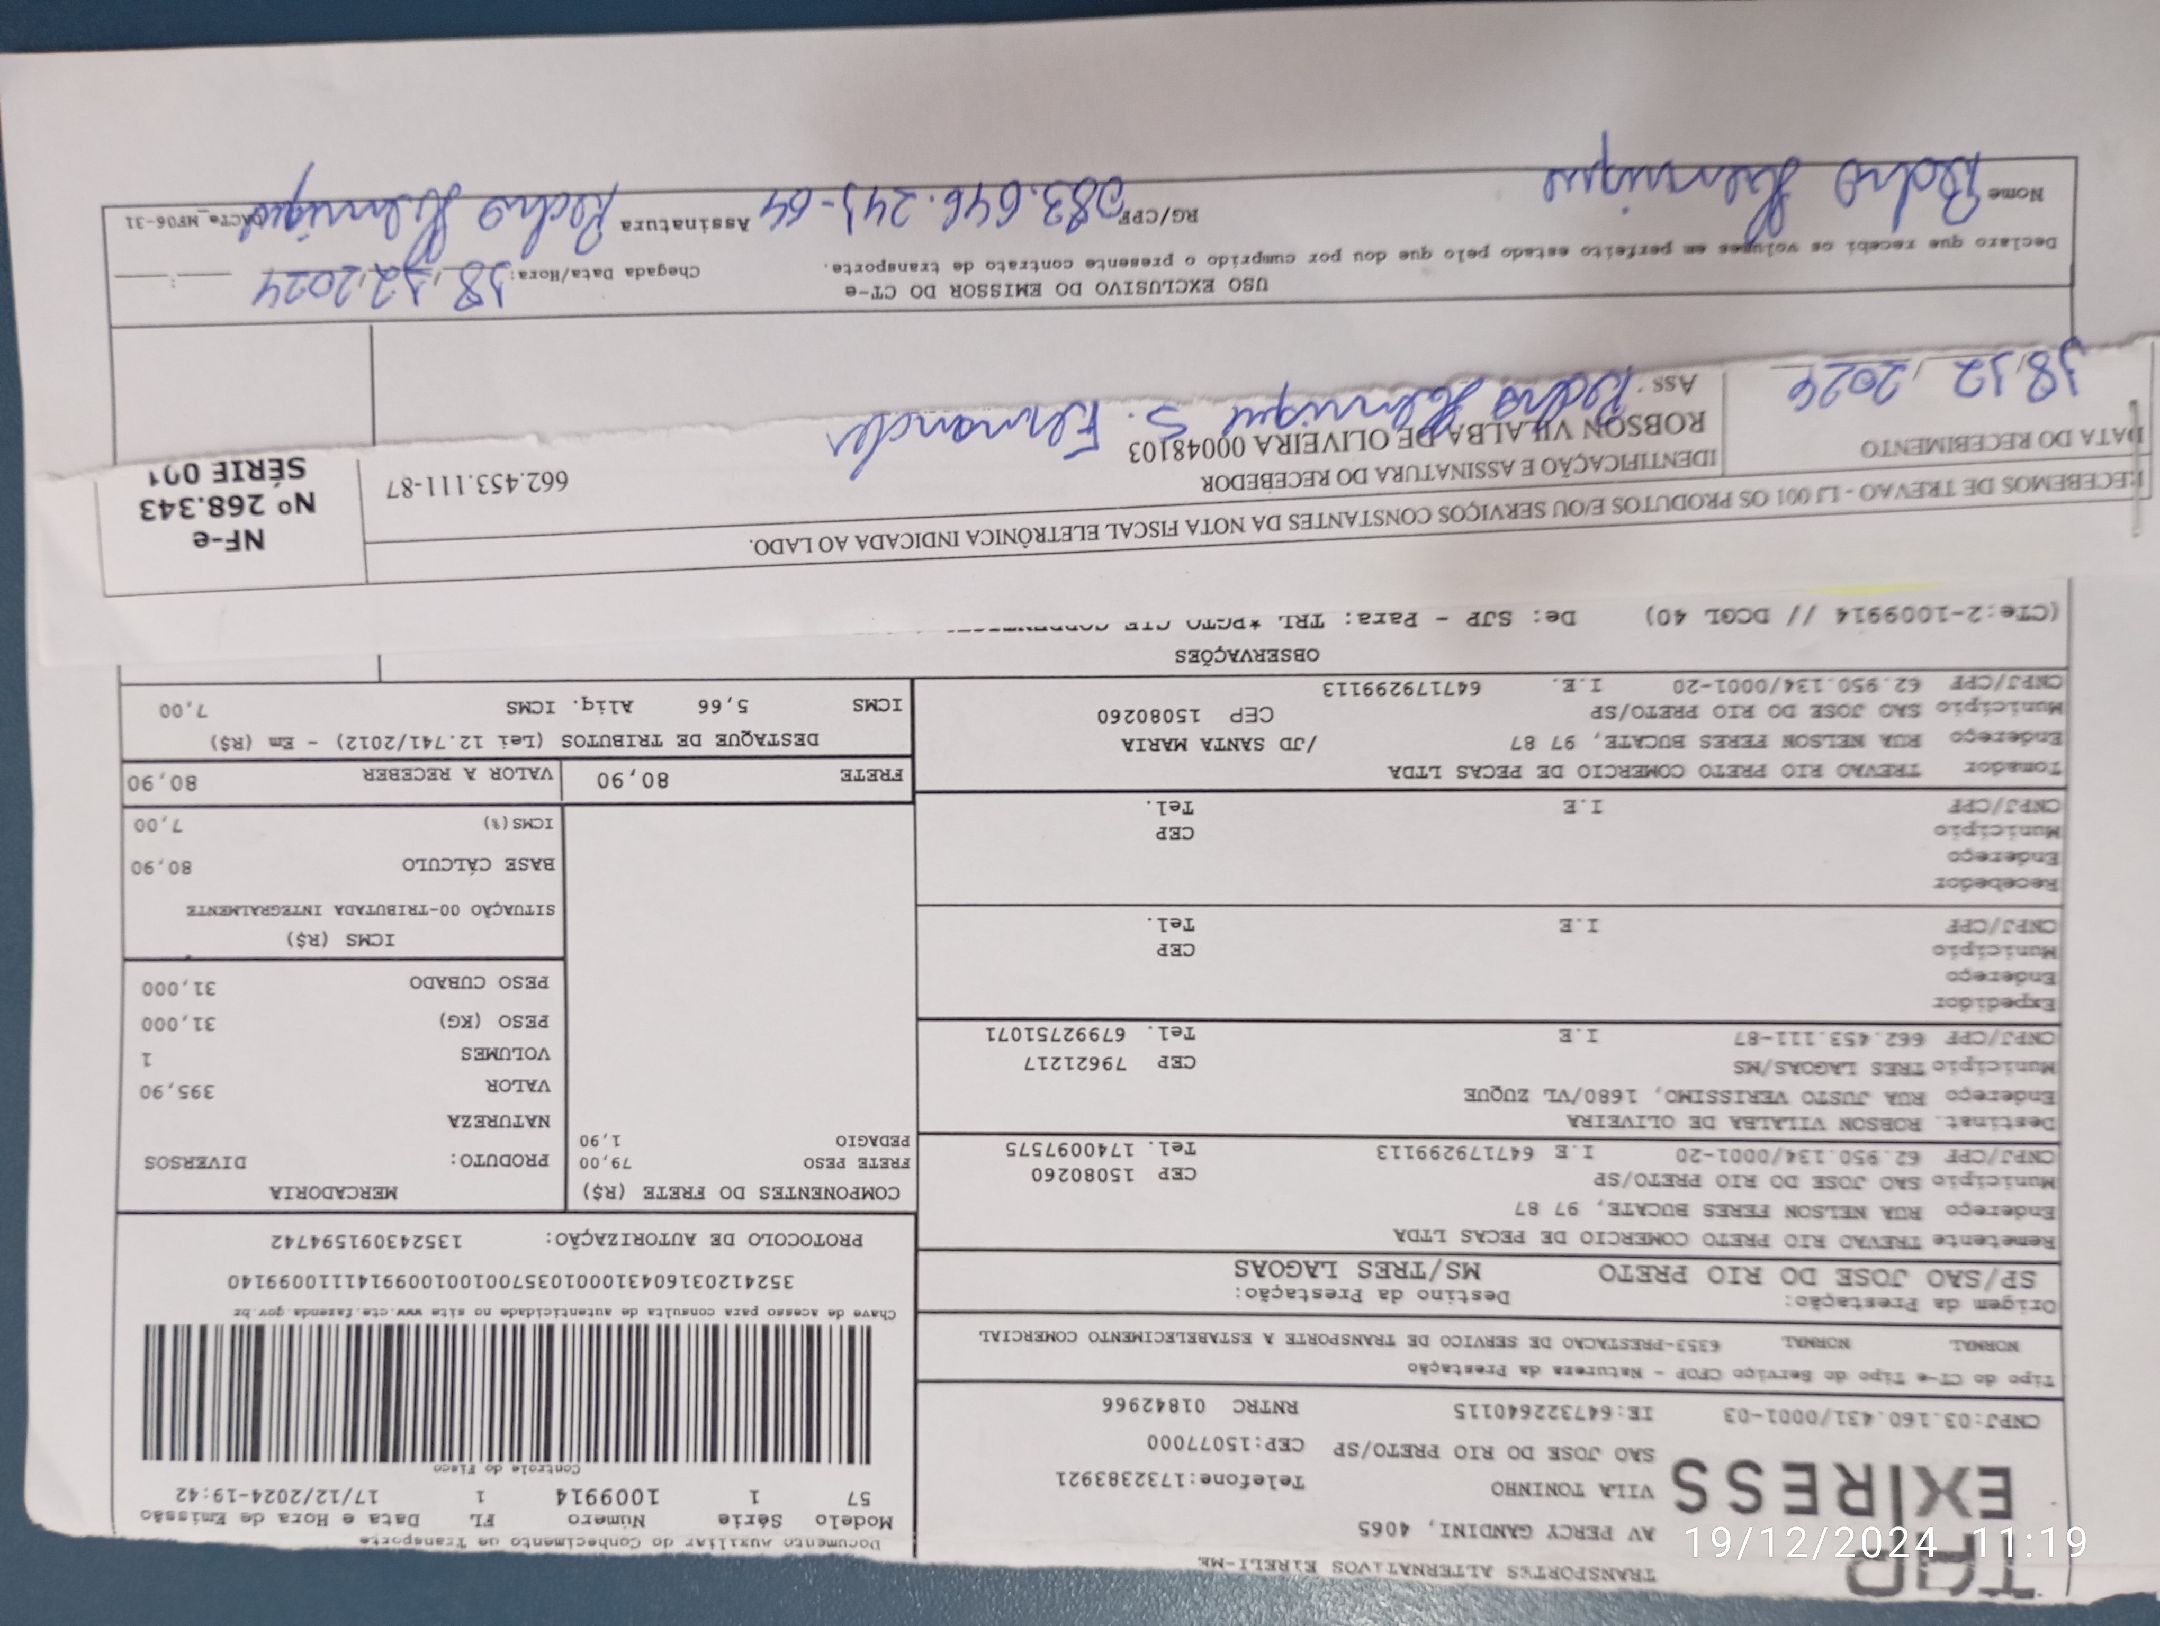 TRANSPORTES ALTERNATIVOS EIRELI-ME
TAR EXPRESS
AV PERCY GANDINI, 4065
VILA TONINHO Telefone:1732383921
SAO JOSE DO RIO PRETO/SP CEP:15077000
CNPJ:03.160.431/0001-03 IE:647322640115 RNTRC 01842966
Documento Auxiliar do Conhecimento de Transporte
Modelo Série Número FL Data e Hora de Emissão
57 1 1009914 1 17/12/2024-19:42
Controle do Fisco
Chave de acesso para consulta de autenticidade no site www.cte.fazenda.gov.br
35241203160431000103570010010099141110099140
PROTOCOLO DE AUTORIZAÇÃO: 135243091594742
Tipo do CT-e Tipo do Serviço CFOP - Natureza da Prestação
NORMAL NORMAL 6353-PRESTACAO DE SERVICO DE TRANSPORTE A ESTABELECIMENTO COMERCIAL
Origem da Prestação: Destino da Prestação:
SP/SAO JOSE DO RIO PRETO MS/TRES LAGOAS
Remetente TREVAO RIO PRETO COMERCIO DE PECAS LTDA
Endereço RUA NELSON FERES BUCATE, 97 87
Município SAO JOSE DO RIO PRETO/SP CEP 15080260
CNPJ/CPF 62.950.134/0001-20 I.E 647179299113 Tel. 1740097575
Destinat. ROBSON VILALBA DE OLIVEIRA
Endereço RUA JUSTO VERISSIMO, 1680/VL ZUQUE
Município TRES LAGOAS/MS CEP 79621217
CNPJ/CPF 662.453.111-87 I.E Tel. 67992751071
Expedidor
Endereço
Município CEP
CNPJ/CPF I.E Tel.
Recebedor
Endereço
Município CEP
CNPJ/CPF I.E Tel.
Tomador TREVAO RIO PRETO COMERCIO DE PECAS LTDA
Endereço RUA NELSON FERES BUCATE, 97 87 /JD SANTA MARIA
Município SAO JOSE DO RIO PRETO/SP CEP 15080260
CNPJ/CPF 62.950.134/0001-20 I.E. 647179299113
COMPONENTES DO FRETE (R$)
FRETE PESO 79,00
PEDAGIO 1,90
MERCADORIA
PRODUTO: DIVERSOS
NATUREZA
VALOR 395,90
VOLUMES 1
PESO (KG) 31,000
PESO CUBADO 31,000
ICMS (R$)
SITUAÇÃO 00-TRIBUTADA INTEGRALMENTE
BASE CÁLCULO 80,90
ICMS(%) 7,00
FRETE 80,90 VALOR A RECEBER 80,90
DESTAQUE DE TRIBUTOS (Lei 12.741/2012) - Em (R$)
ICMS 5,66 Aliq. ICMS 7,00
OBSERVAÇÕES
(CTe:2-1009914 // DCGL 40) De: SJP - Para: TRL *PGTO CTE
RECEBEMOS DE TREVAO - LJ 001 OS PRODUTOS E/OU SERVIÇOS CONSTANTES DA NOTA FISCAL ELETRÔNICA INDICADA AO LADO.
DATA DO RECEBIMENTO
18,12,2024
IDENTIFICAÇÃO E ASSINATURA DO RECEBEDOR
ROBSON VILALBA DE OLIVEIRA 00048103 662.453.111-87
Ass. Pedro Henrique S. Fernandes
NF-e
Nº 268.343
SÉRIE 001
USO EXCLUSIVO DO EMISSOR DO CT-e
Declaro que recebi os volumes em perfeito estado pelo que dou por cumprido o presente contrato de transporte.
Chegada Data/Hora: 18,12,2024 :
Nome Pedro Henrique RG/CPF 083.646.241-64 Assinatura Pedro Henrique
DACTe_MF06-31
19/12/2024 11:19